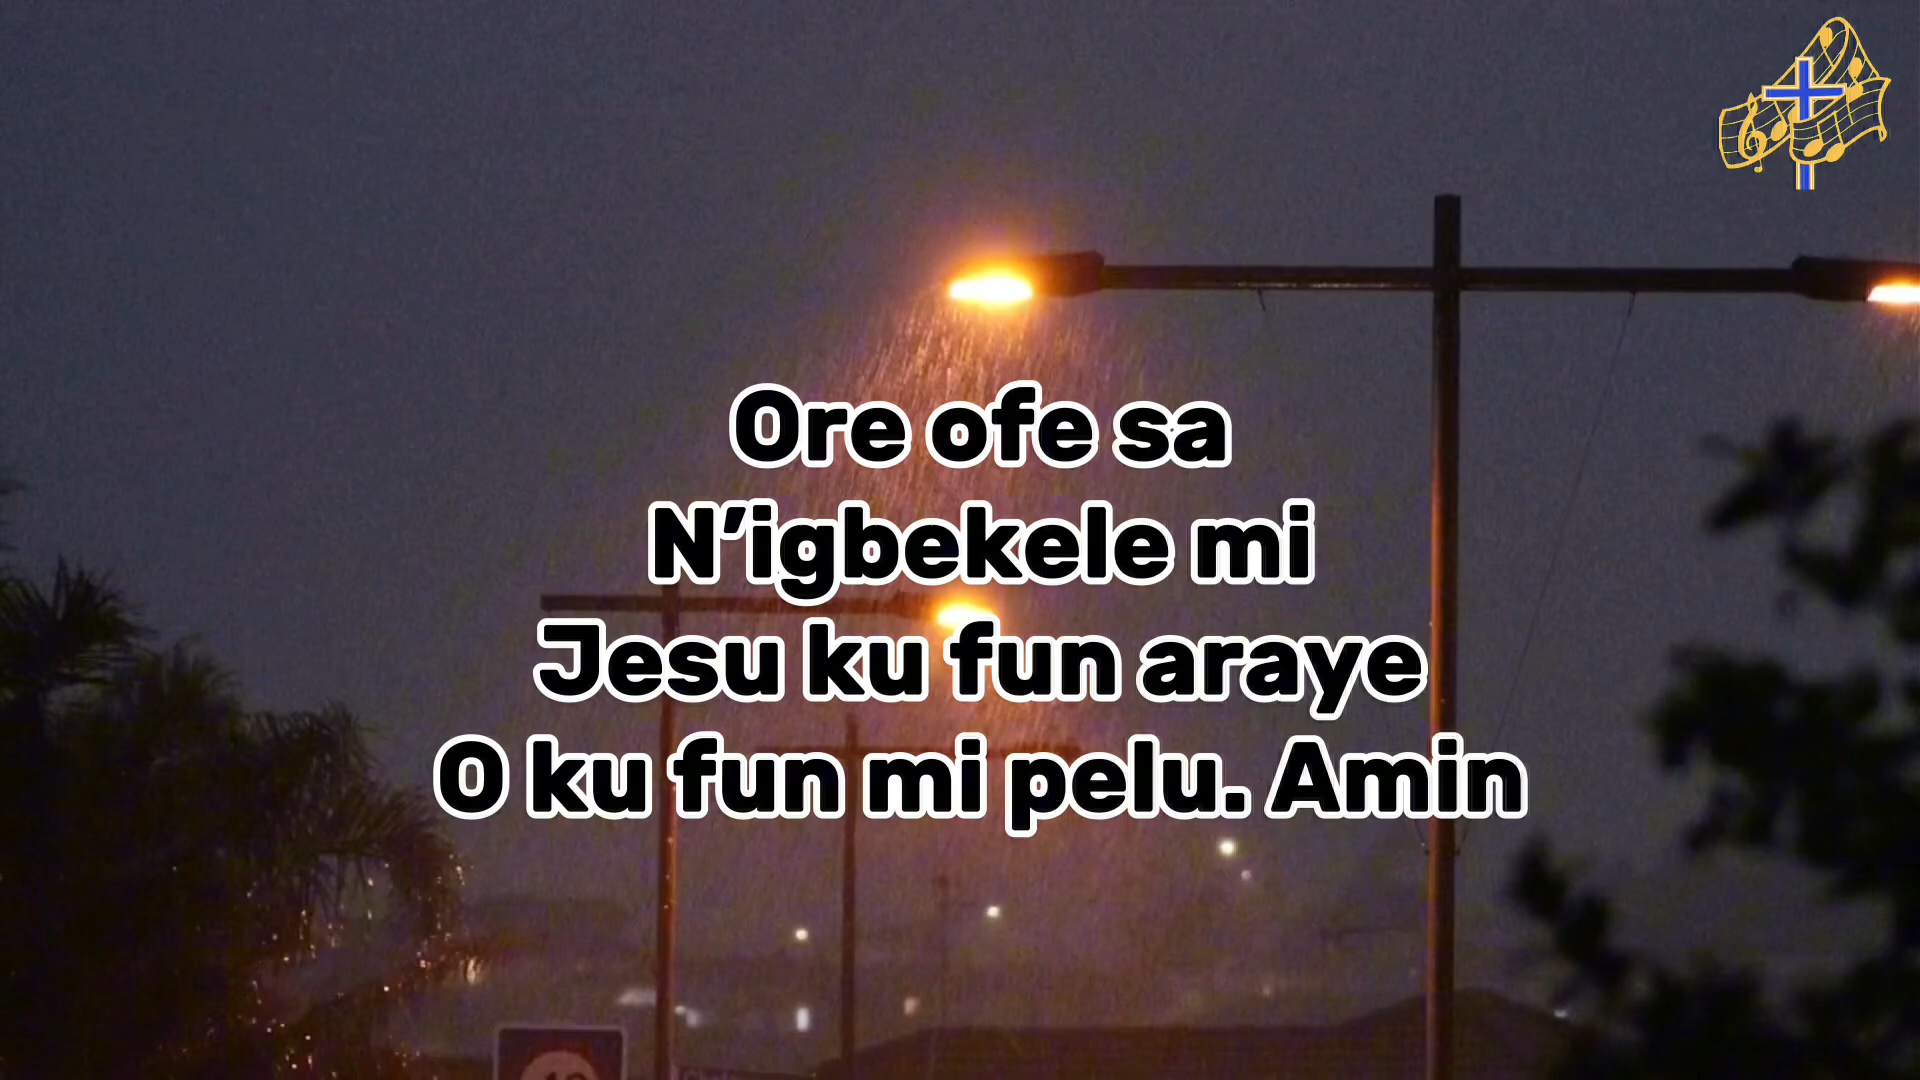 Ore ofe sa
N’igbekele mi
Jesu ku fun araye
O ku fun mi pelu. Amin